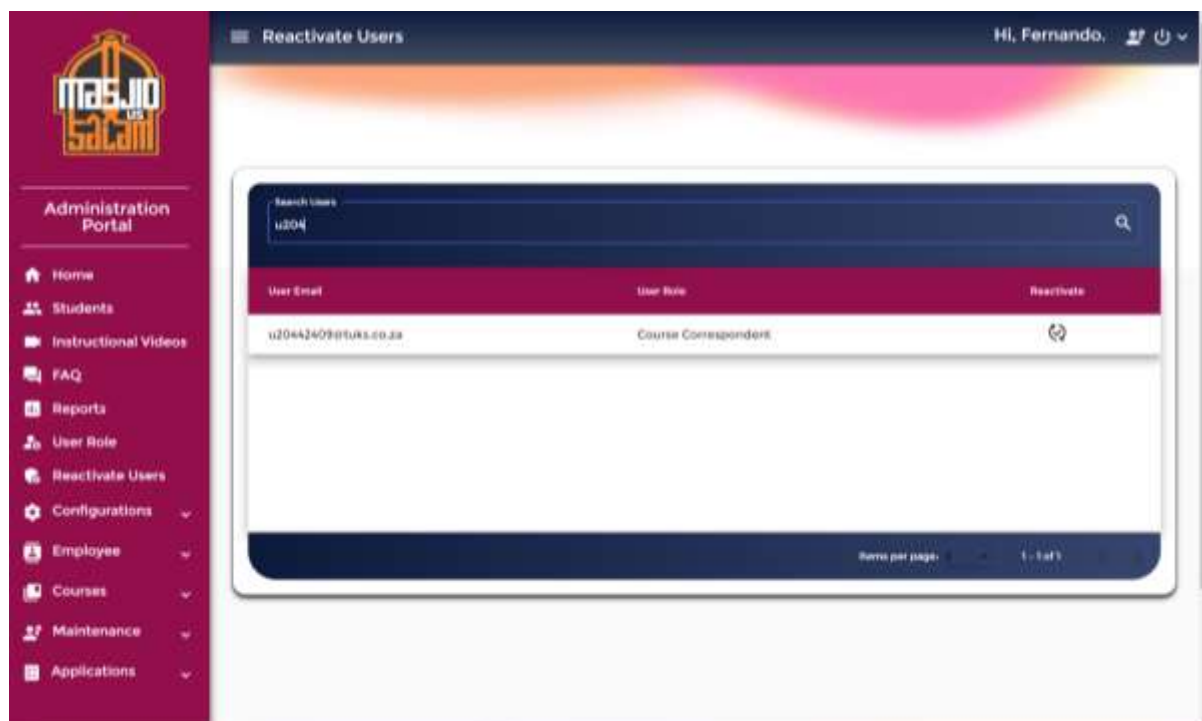 masjid
us
salam
Administration
Portal
Home
Students
Instructional Videos
FAQ
Reports
User Role
Reactivate Users
Configurations
Employee
Courses
Maintenance
Applications
Reactivate Users
Hi, Fernando.
Search Users
u204
User Email User Role Reactivate
u20442409@tuks.co.za Course Correspondent
Items per page: 1 - 1 of 1